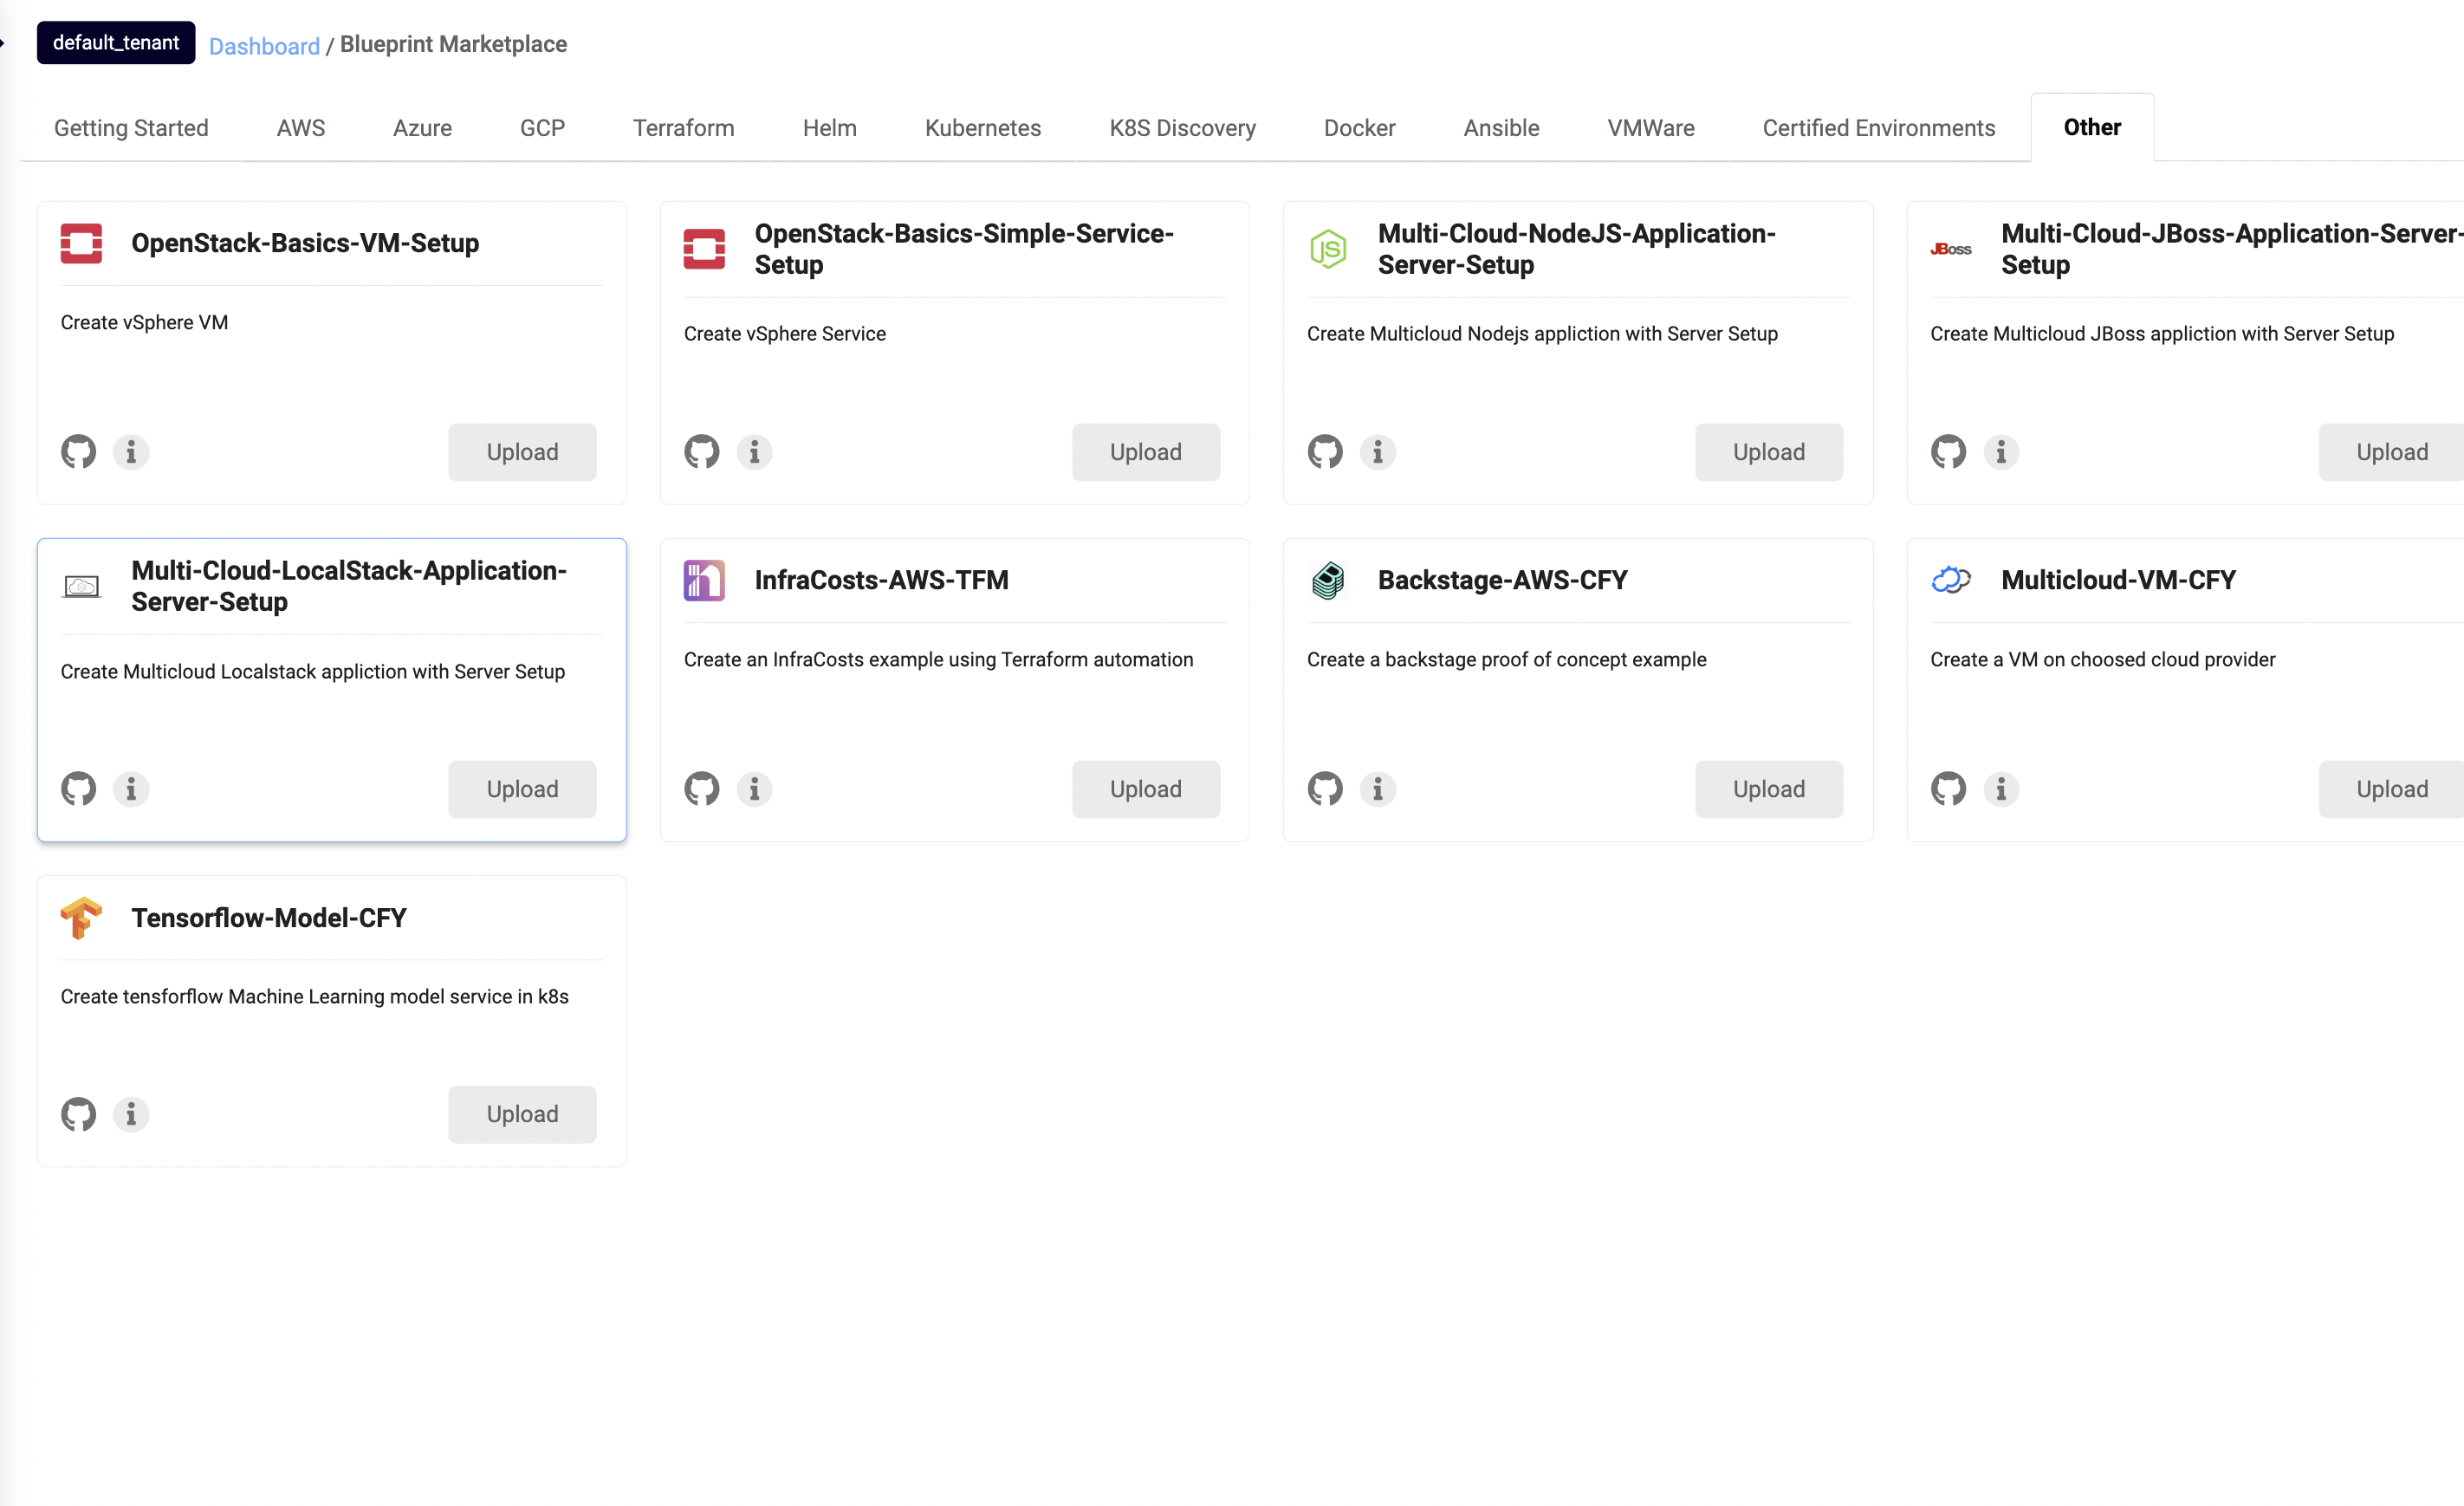 default_tenant Dashboard / Blueprint Marketplace
Getting Started AWS Azure GCP Terraform Helm Kubernetes K8S Discovery Docker Ansible VMWare Certified Environments Other
OpenStack-Basics-VM-Setup
Create vSphere VM
Upload
OpenStack-Basics-Simple-Service-
Setup
Create vSphere Service
Upload
JS
Multi-Cloud-NodeJS-Application-
Server-Setup
Create Multicloud Nodejs appliction with Server Setup
Upload
JBoss
Multi-Cloud-JBoss-Application-Server-
Setup
Create Multicloud JBoss appliction with Server Setup
Upload
Multi-Cloud-LocalStack-Application-
Server-Setup
Create Multicloud Localstack appliction with Server Setup
Upload
InfraCosts-AWS-TFM
Create an InfraCosts example using Terraform automation
Upload
Backstage-AWS-CFY
Create a backstage proof of concept example
Upload
Multicloud-VM-CFY
Create a VM on choosed cloud provider
Upload
Tensorflow-Model-CFY
Create tensforflow Machine Learning model service in k8s
Upload